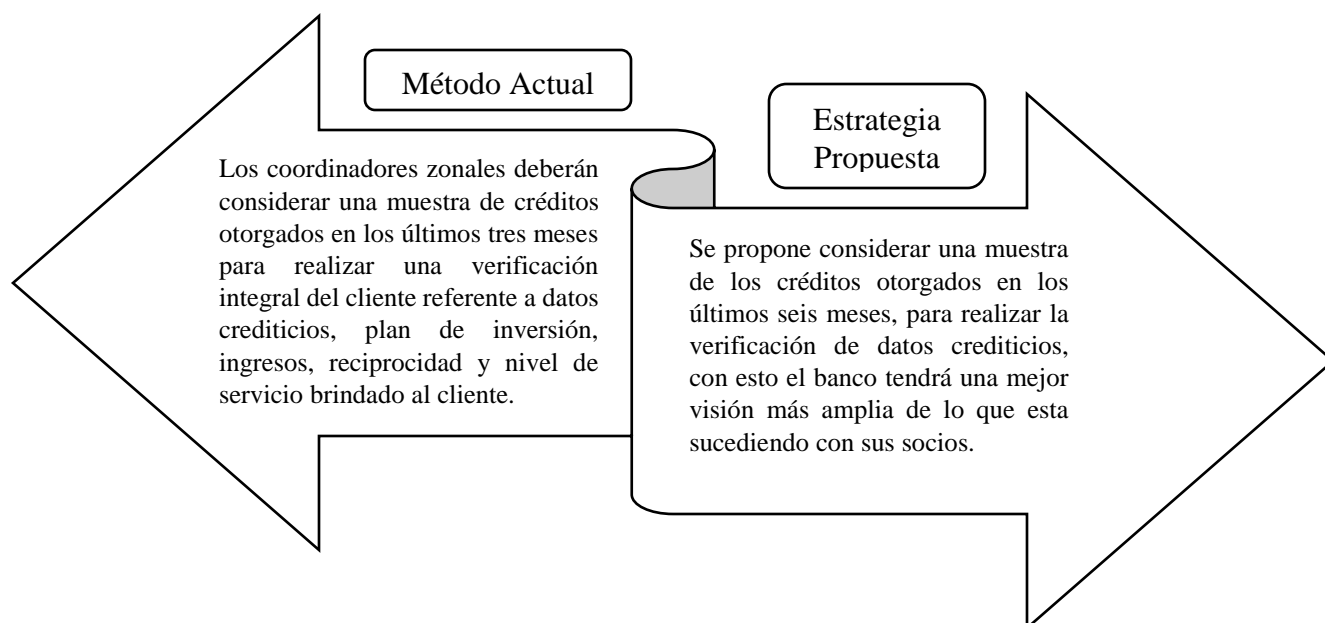 Método Actual
Los coordinadores zonales deberán
considerar una muestra de créditos
otorgados en los últimos tres meses
para realizar una verificación
integral del cliente referente a datos
crediticios, plan de inversión,
ingresos, reciprocidad y nivel de
servicio brindado al cliente.
Estrategia
Propuesta
Se propone considerar una muestra
de los créditos otorgados en los
últimos seis meses, para realizar la
verificación de datos crediticios,
con esto el banco tendrá una mejor
visión más amplia de lo que esta
sucediendo con sus socios.